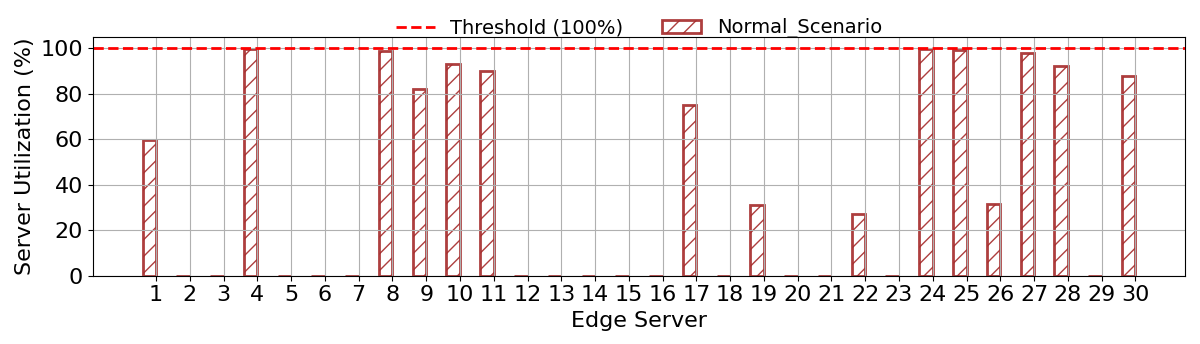 Threshold (100%) Normal_Scenario
Server Utilization (%)
100
80
60
40
20
0
1 2 3 4 5 6 7 8 9 10 11 12 13 14 15 16 17 18 19 20 21 22 23 24 25 26 27 28 29 30
Edge Server